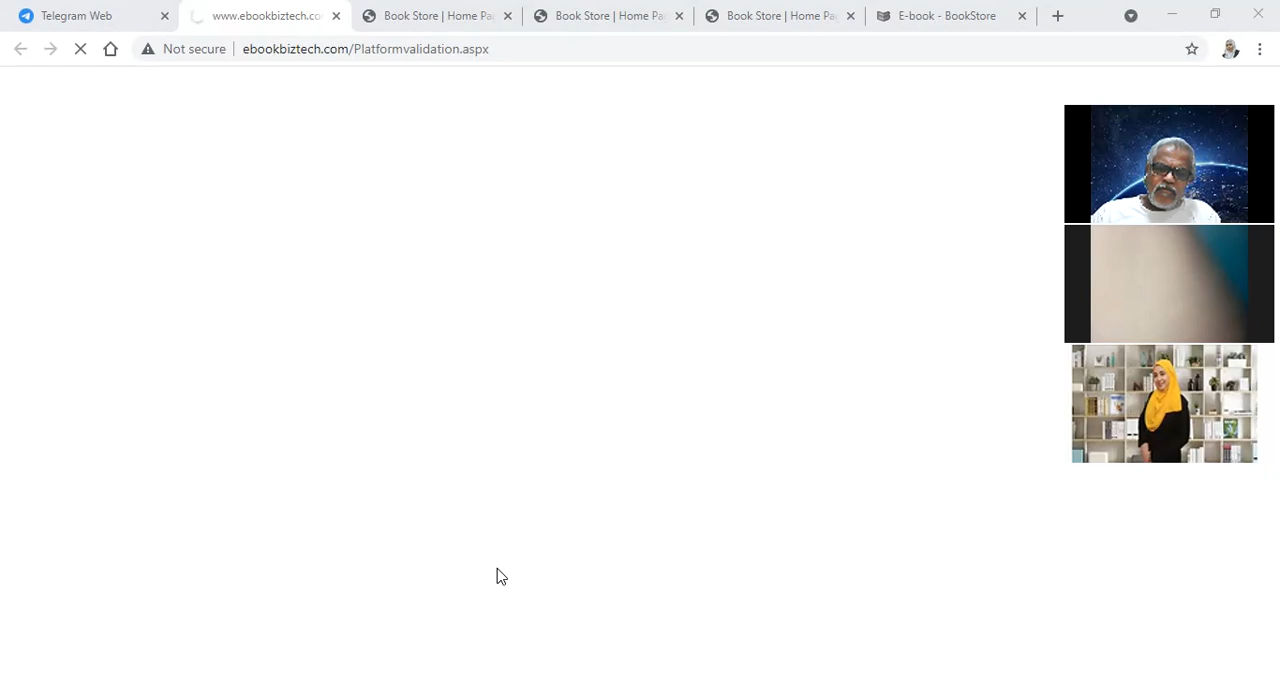 Telegram Web
www.ebookbiztech.co
Book Store | Home Pa
Book Store | Home Pa
Book Store | Home Pa
E-book - BookStore
Not secure
ebookbiztech.com/Platformvalidation.aspx